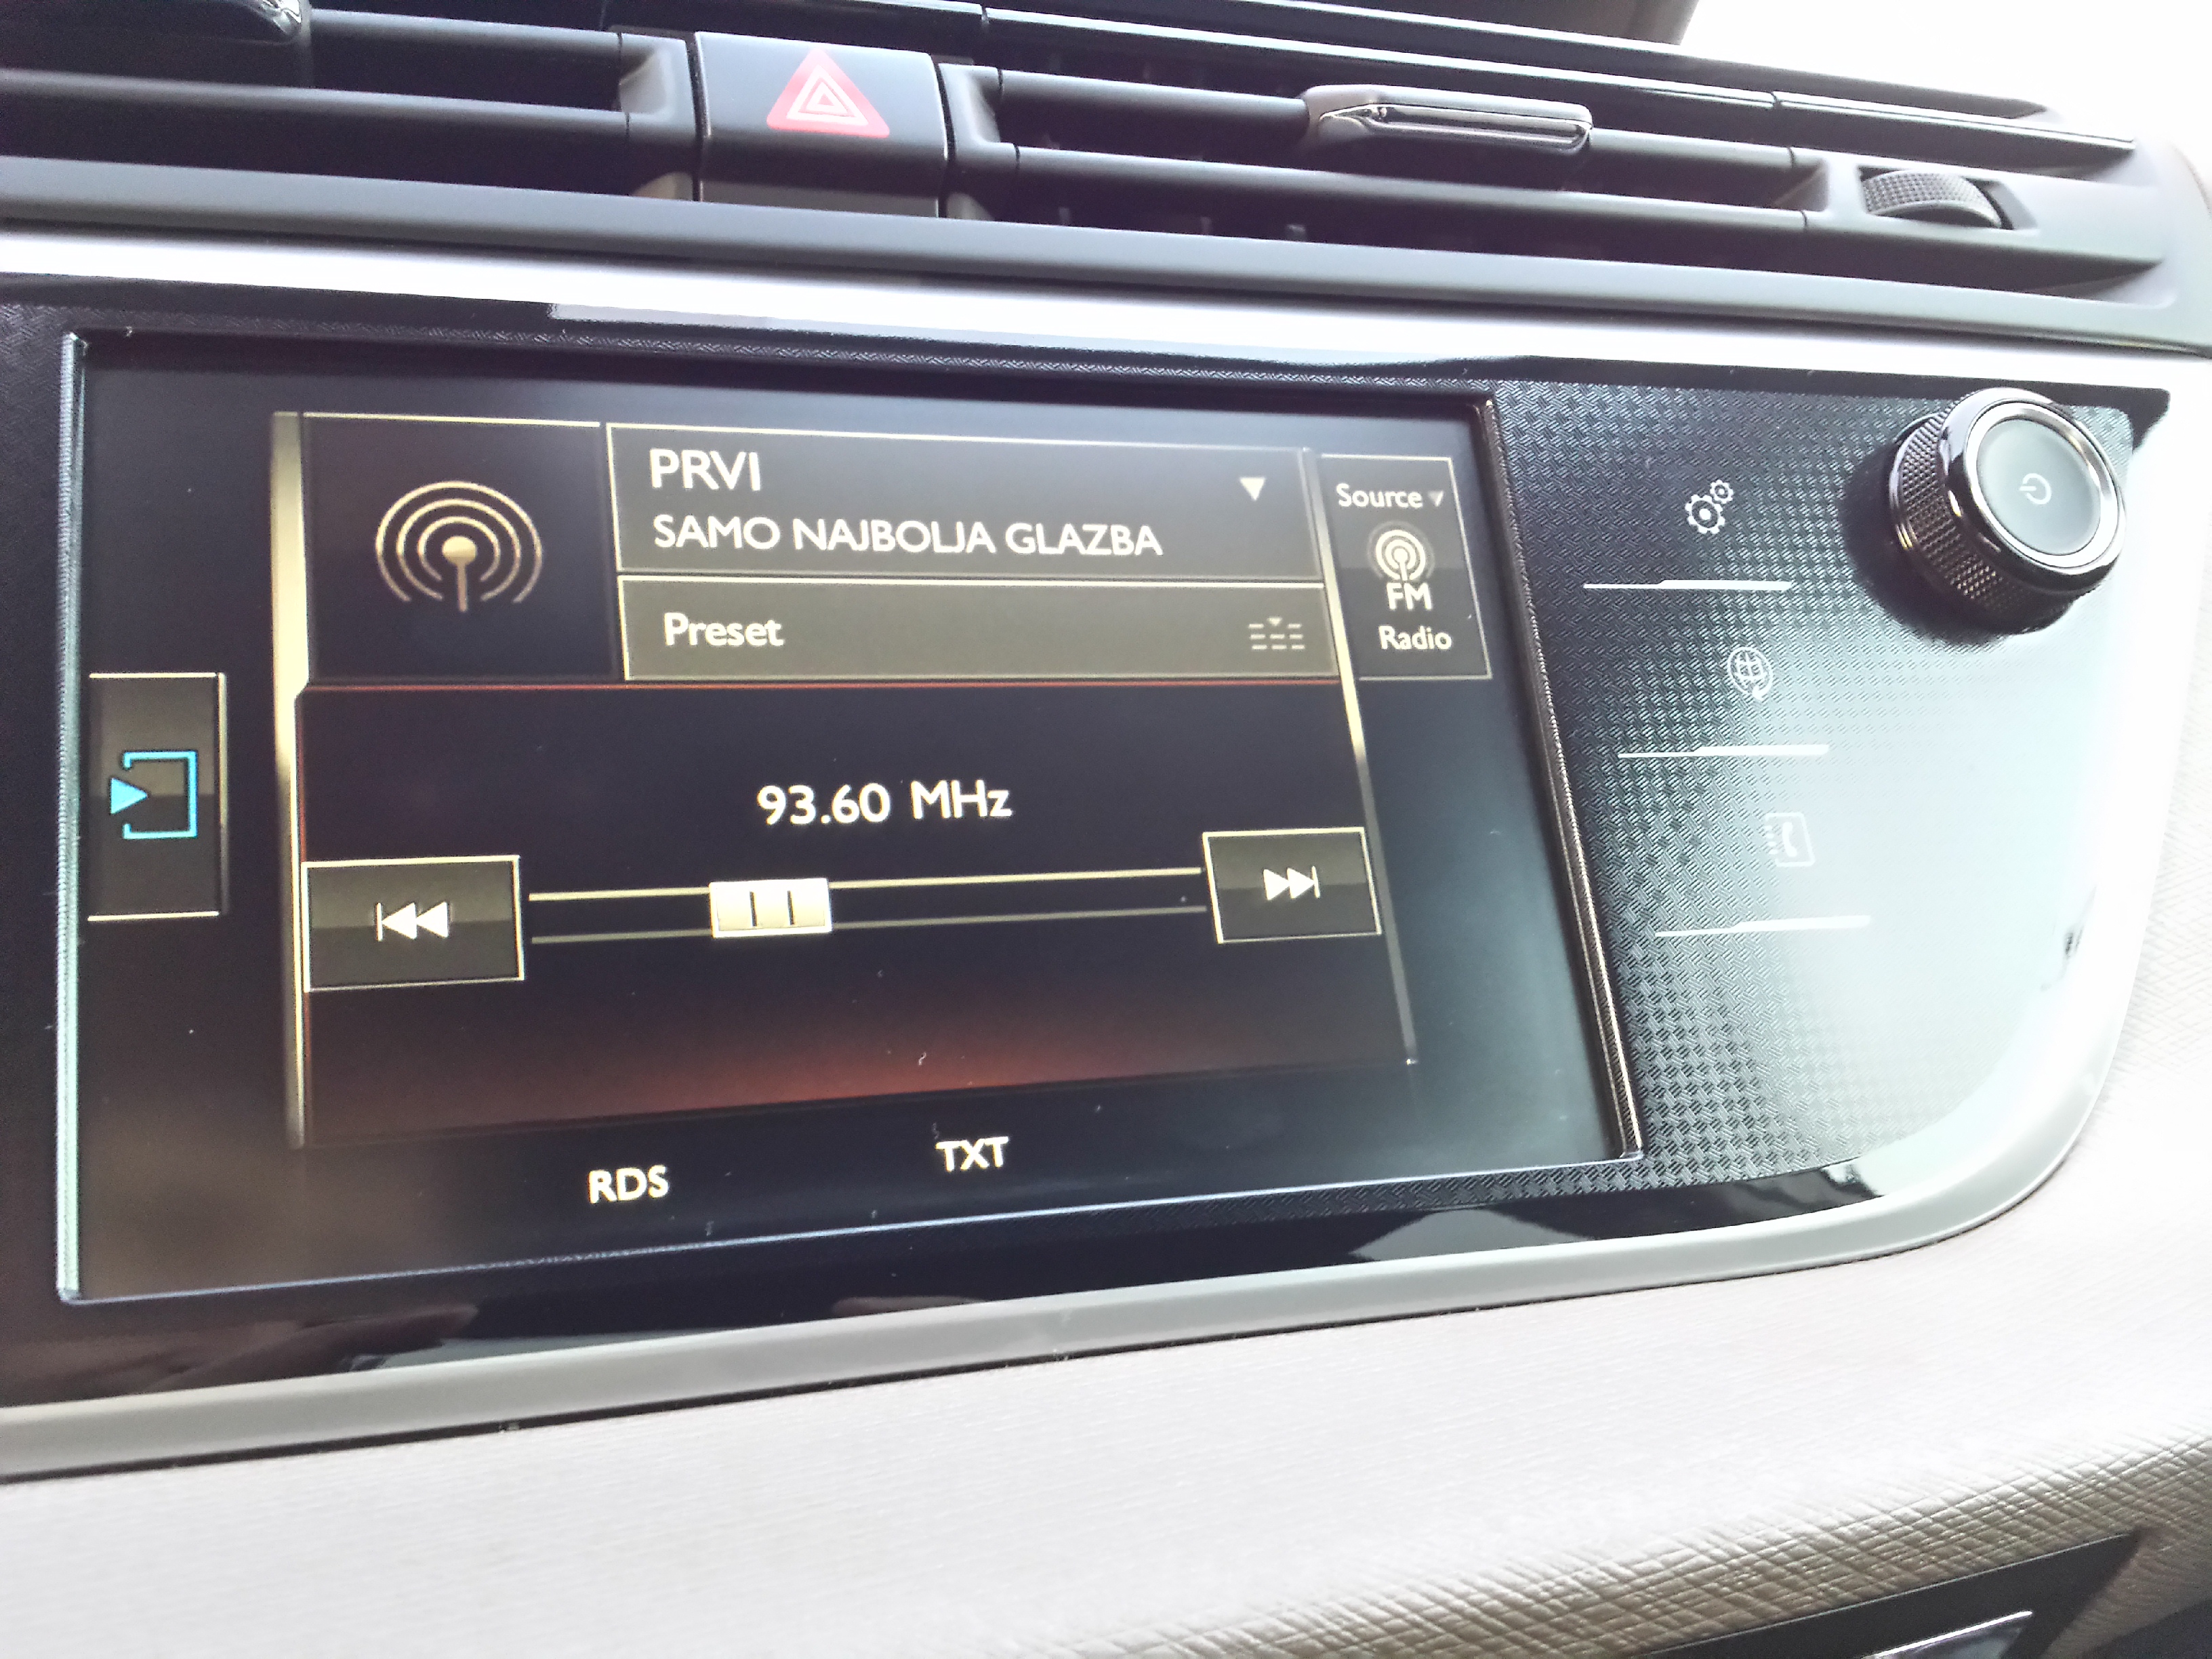 PRVI
SAMO NAJBOLJA GLAZBA
Source
FM
Radio
Preset
93.60 MHz
RDS
TXT